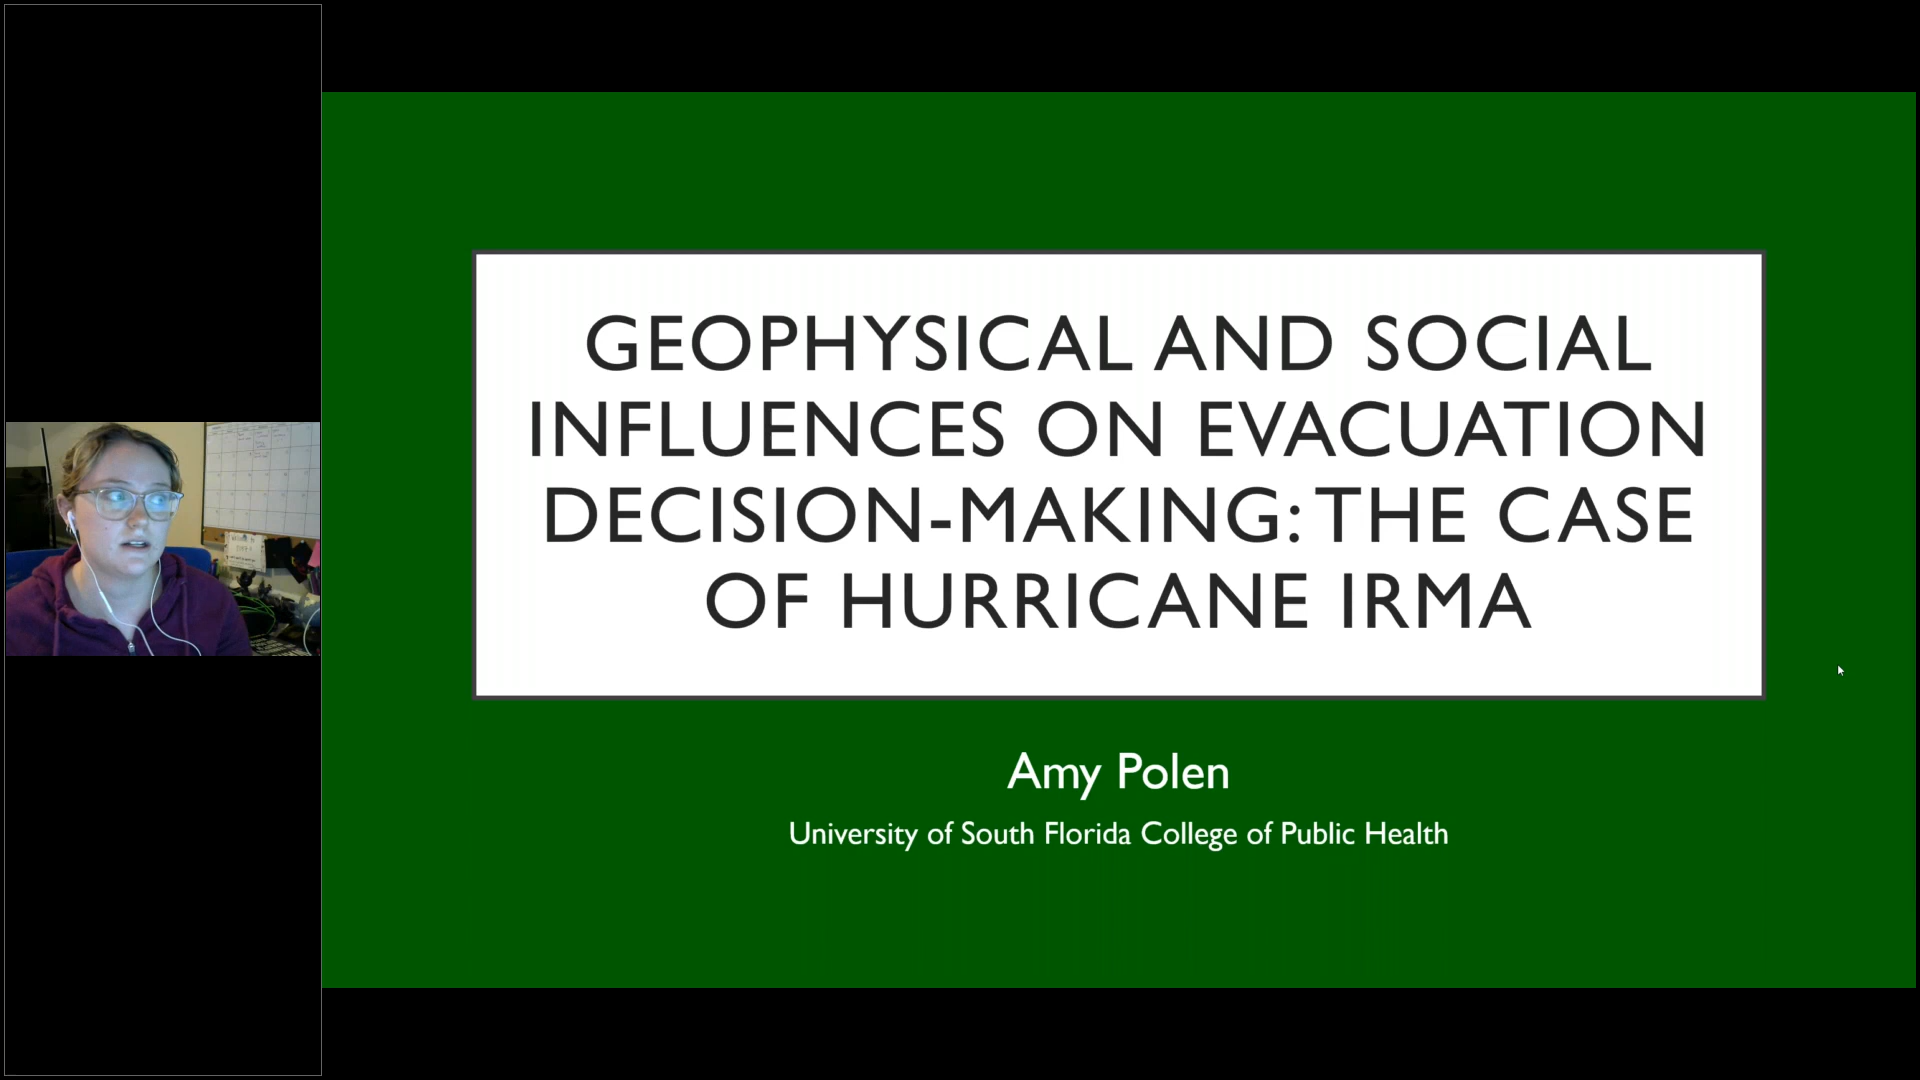 GEOPHYSICAL AND SOCIAL
INFLUENCES ON EVACUATION
DECISION-MAKING: THE CASE
OF HURRICANE IRMA
Amy Polen
University of South Florida College of Public Health